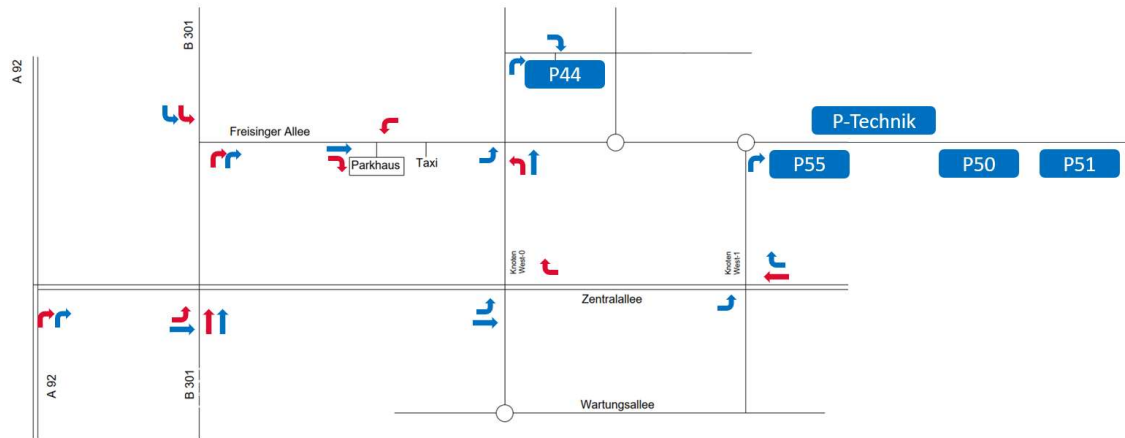 B 301
A 92
P44
P-Technik
Freisinger Allee
Parkhaus
Taxi
P55
P50
P51
Knoten
West-0
Knoten
West-1
Zentralallee
A 92
B 301
Wartungsallee